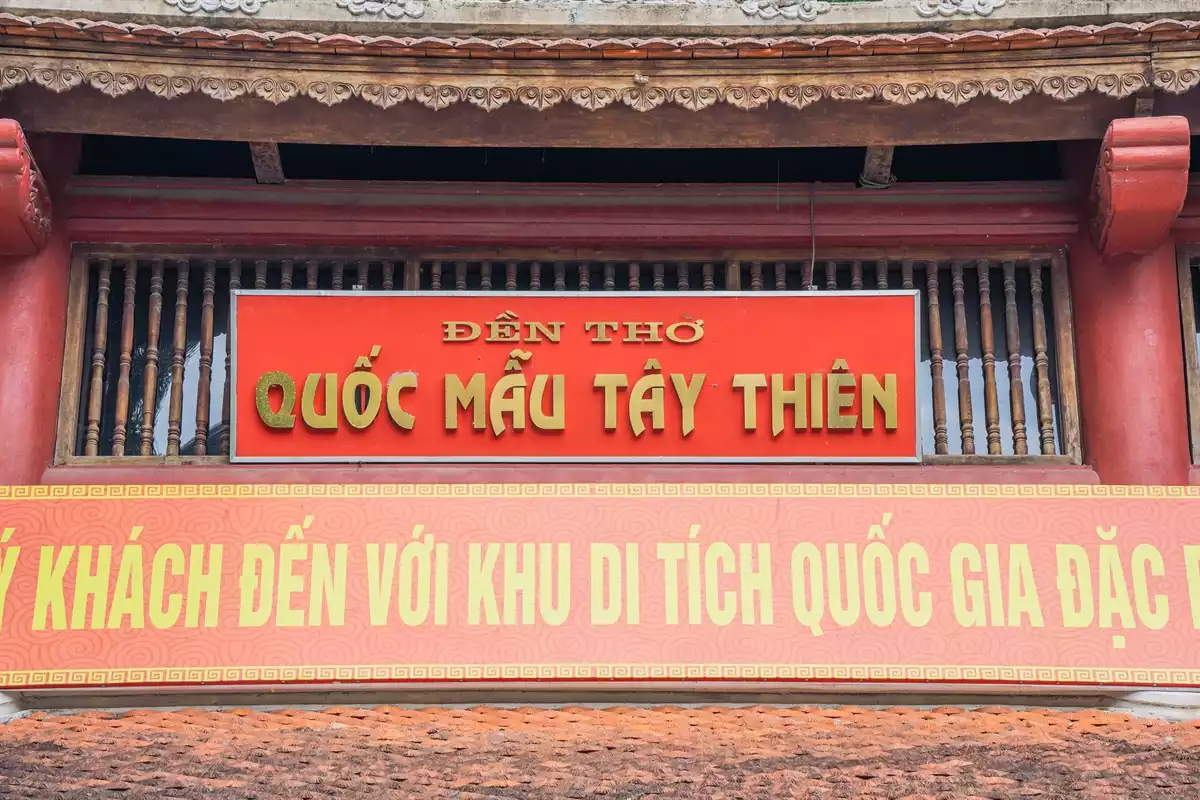 ĐỀN THỜ
QUỐC MẪU TÂY THIÊN
KHÁCH ĐẾN VỚI KHU DI TÍCH QUỐC GIA ĐẶC